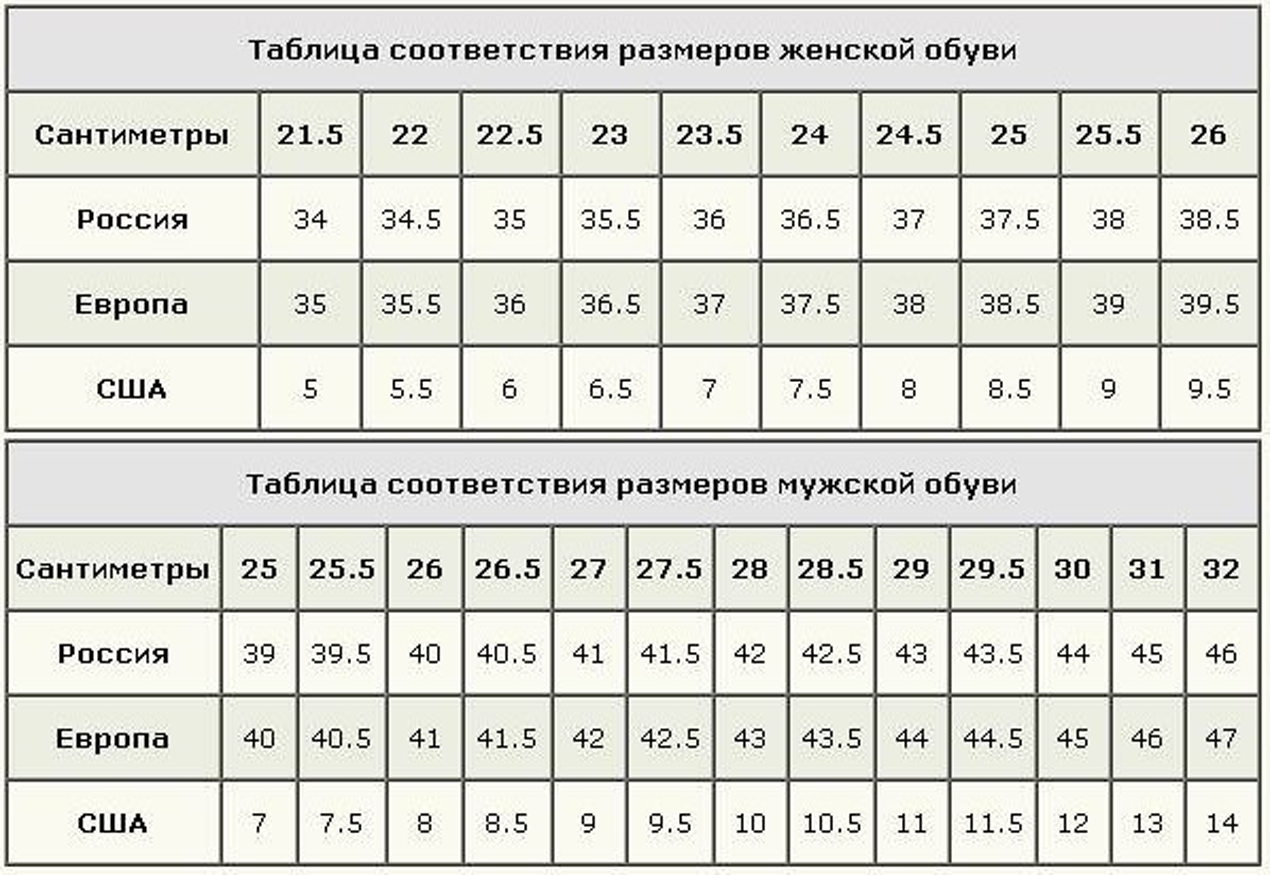 Таблица соответствия размеров женской обуви
Сантиметры 21.5 22 22.5 23 23.5 24 24.5 25 25.5 26
Россия 34 34.5 35 35.5 36 36.5 37 37.5 38 38.5
Европа 35 35.5 36 36.5 37 37.5 38 38.5 39 39.5
США 5 5.5 6 6.5 7 7.5 8 8.5 9 9.5
Таблица соответствия размеров мужской обуви
Сантиметры 25 25.5 26 26.5 27 27.5 28 28.5 29 29.5 30 31 32
Россия 39 39.5 40 40.5 41 41.5 42 42.5 43 43.5 44 45 46
Европа 40 40.5 41 41.5 42 42.5 43 43.5 44 44.5 45 46 47
США 7 7.5 8 8.5 9 9.5 10 10.5 11 11.5 12 13 14